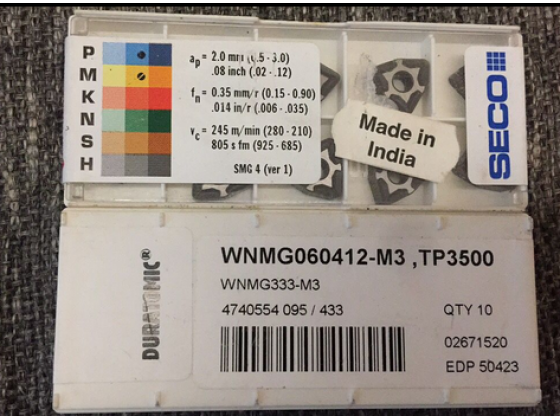 P
M
K
N
S
H
ap = 2.0 mm (.5 - 3.0)
.08 inch (.02 - .12)
fn = 0.35 mm/r (0.15 - 0.90)
.014 in/r (.006 - .035)
vc = 245 m/min (280 - 210)
805 s fm (925 - 685)
SMG 4 (ver 1)
Made in
India
SECO
DURATOMIC®
WNMG060412-M3 ,TP3500
WNMG333-M3
4740554 095 / 433
QTY 10
02671520
EDP 50423